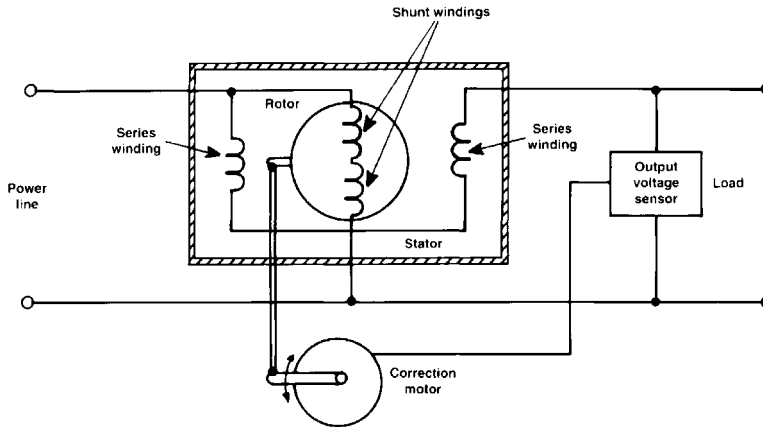 Shunt windings
Rotor
Series
winding
Series
winding
Power
line
Output
voltage
sensor
Load
Stator
Correction
motor